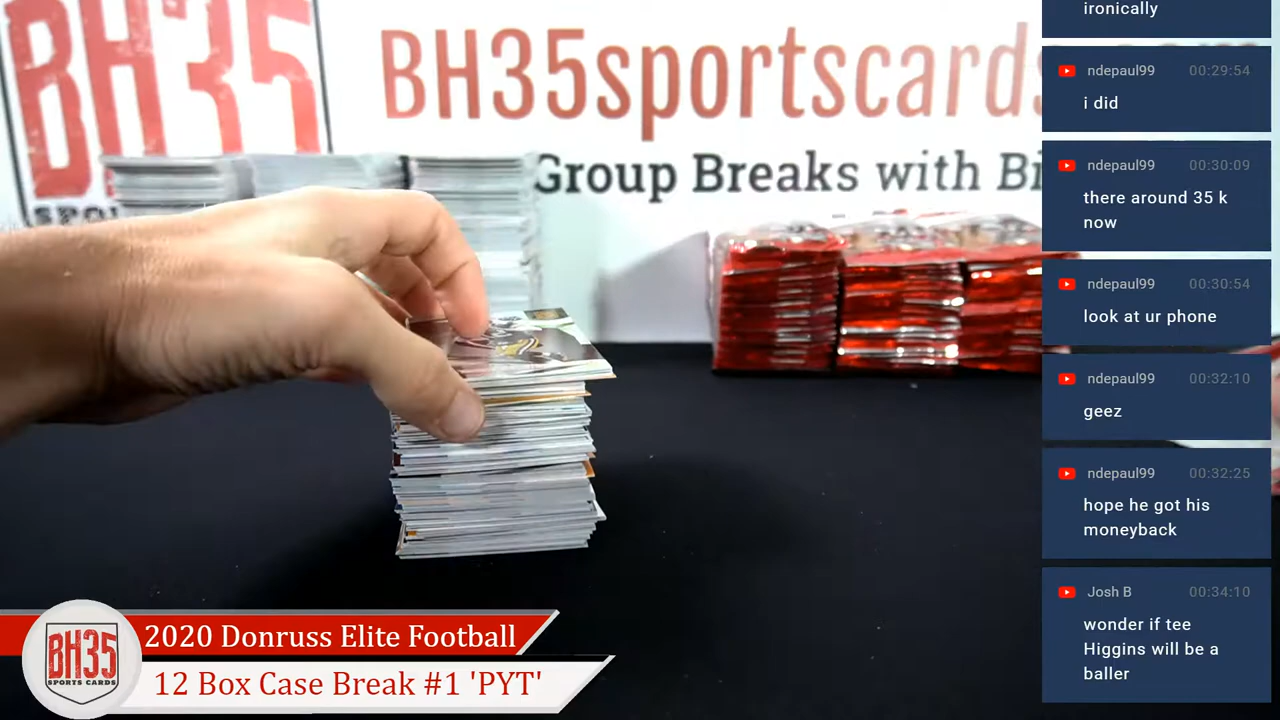 BH35
SPO
BH35sportscards
Group Breaks with Bi
ironically
ndepaul99 00:29:54
i did
ndepaul99 00:30:09
there around 35 k
now
ndepaul99 00:30:54
look at ur phone
ndepaul99 00:32:10
geez
ndepaul99 00:32:25
hope he got his
moneyback
Josh B 00:34:10
wonder if tee
Higgins will be a
baller
BH35
SPORTS CARDS
2020 Donruss Elite Football
12 Box Case Break #1 'PYT'